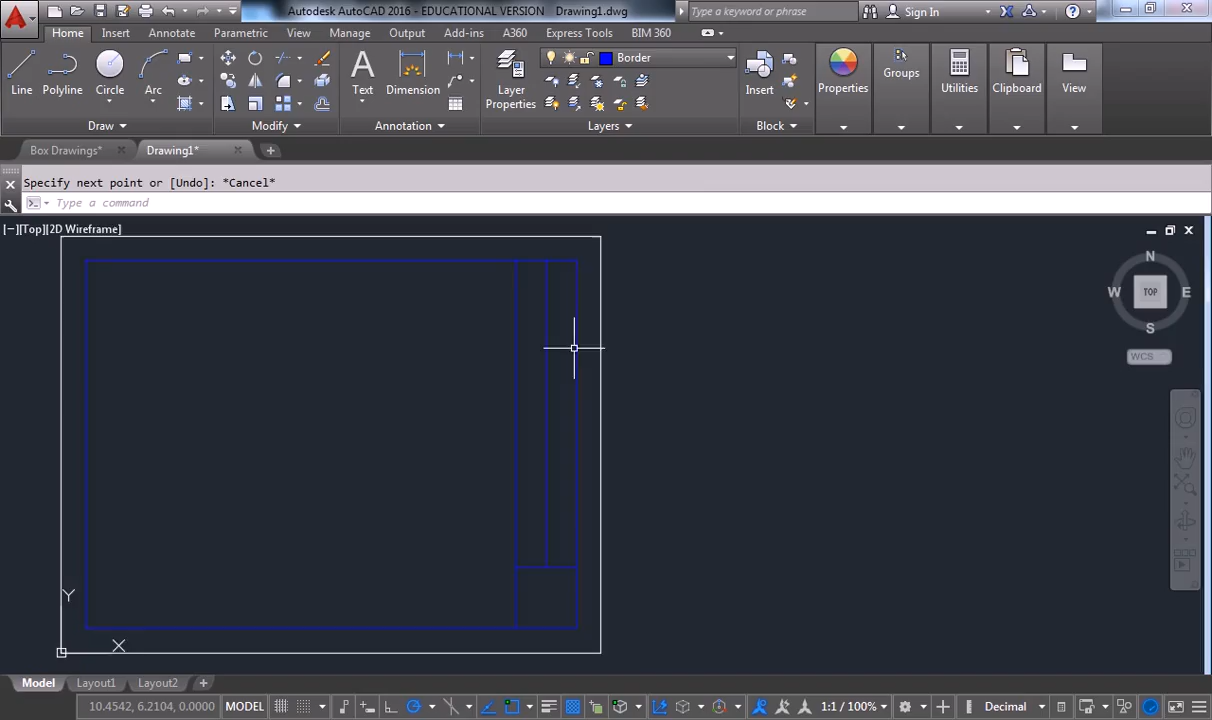 Autodesk AutoCAD 2016 - EDUCATIONAL VERSION Drawing1.dwg
Type a keyword or phrase
Sign In
Home Insert Annotate Parametric View Manage Output Add-ins A360 Express Tools BIM 360
Border
Line Polyline Circle Arc
Text Dimension
Layer
Properties
Insert
Properties
Groups
Utilities
Clipboard
View
Draw Modify Annotation Layers Block
Box Drawings* Drawing1*
Specify next point or [Undo]: *Cancel*
Type a command
[−][Top][2D Wireframe]
N
W TOP E
S
WCS
Y
X
Model Layout1 Layout2
10.4542, 6.2104, 0.0000 MODEL 1:1 / 100% Decimal